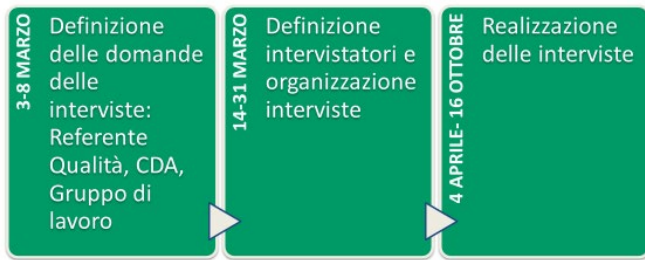 3-8 MARZO
Definizione
delle domande
delle
interviste:
Referente
Qualità, CDA,
Gruppo di
lavoro
14-31 MARZO
Definizione
intervistatori e
organizzazione
interviste
4 APRILE- 16 OTTOBRE
Realizzazione
delle interviste